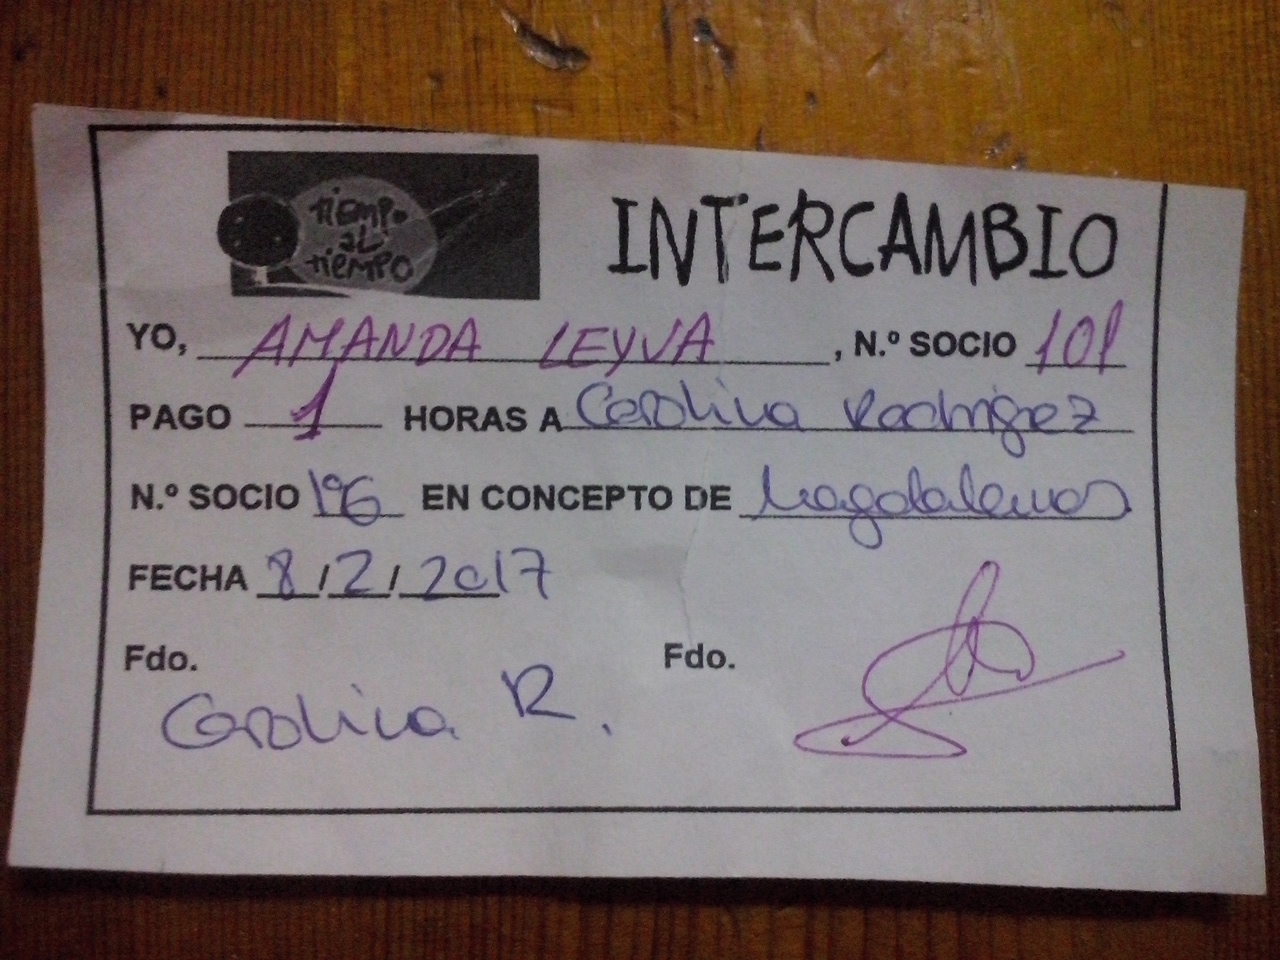 TIEMPO
AL
TIEMPO
INTERCAMBIO
YO, AMANDA LEYVA, N.º SOCIO 101
PAGO 1 HORAS A Carolina Rodriguez
N.º SOCIO 196 EN CONCEPTO DE Magdalenas
FECHA 8/2/2017
Fdo. Fdo.
Carolina R.